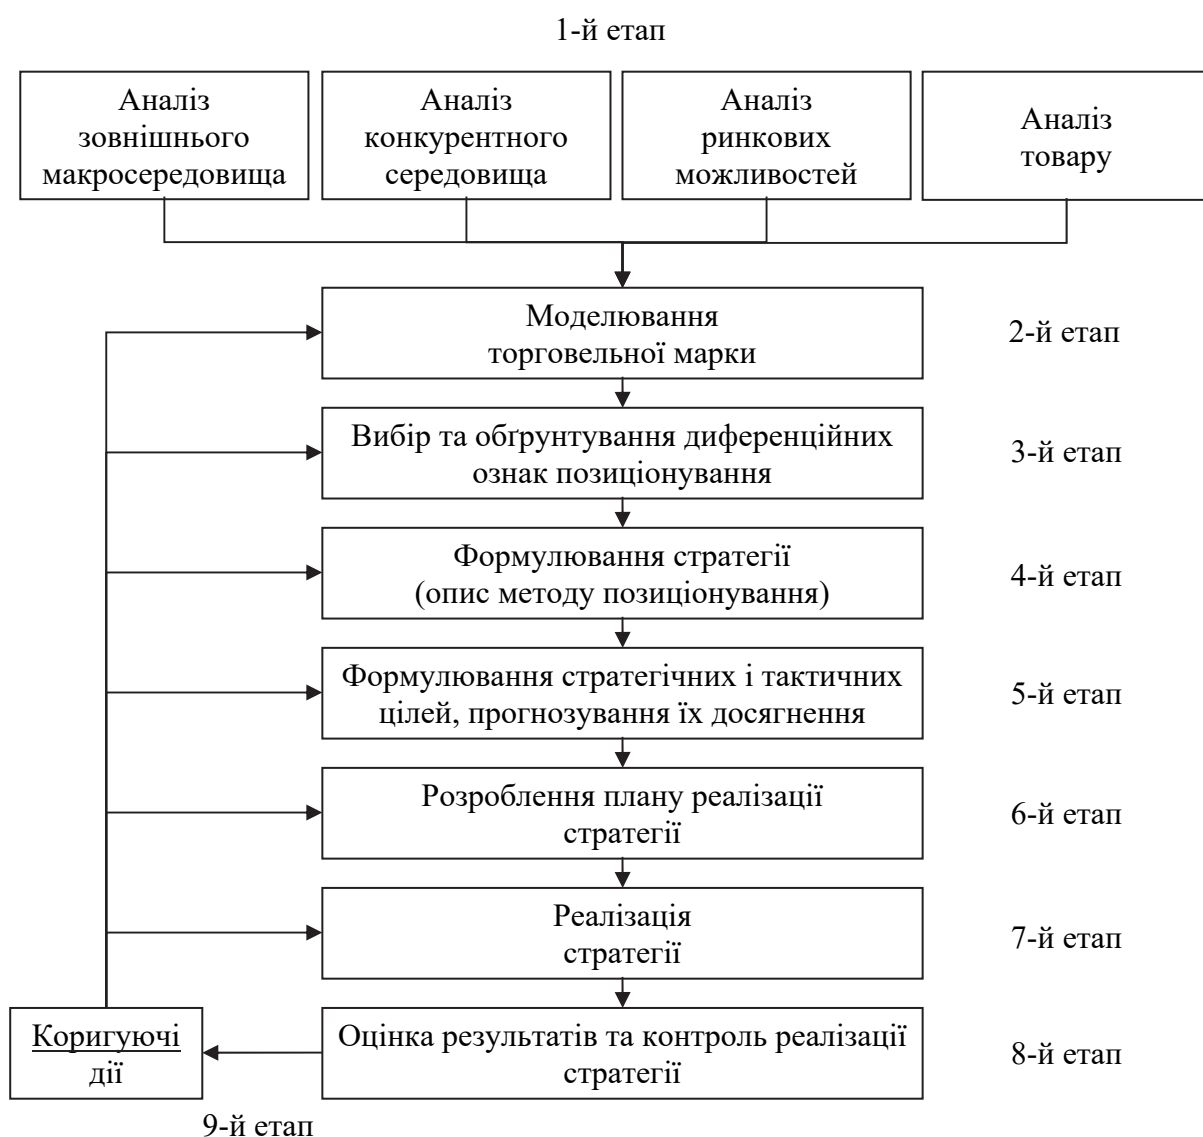 1-й етап
Аналіз
зовнішнього
макросередовища
Аналіз
конкурентного
середовища
Аналіз
ринкових
можливостей
Аналіз
товару
Моделювання
торговельної марки
2-й етап
Вибір та обґрунтування диференційних
ознак позиціонування
3-й етап
Формулювання стратегії
(опис методу позиціонування)
4-й етап
Формулювання стратегічних і тактичних
цілей, прогнозування їх досягнення
5-й етап
Розроблення плану реалізації
стратегії
6-й етап
Реалізація
стратегії
7-й етап
Коригуючі
дії
Оцінка результатів та контроль реалізації
стратегії
8-й етап
9-й етап